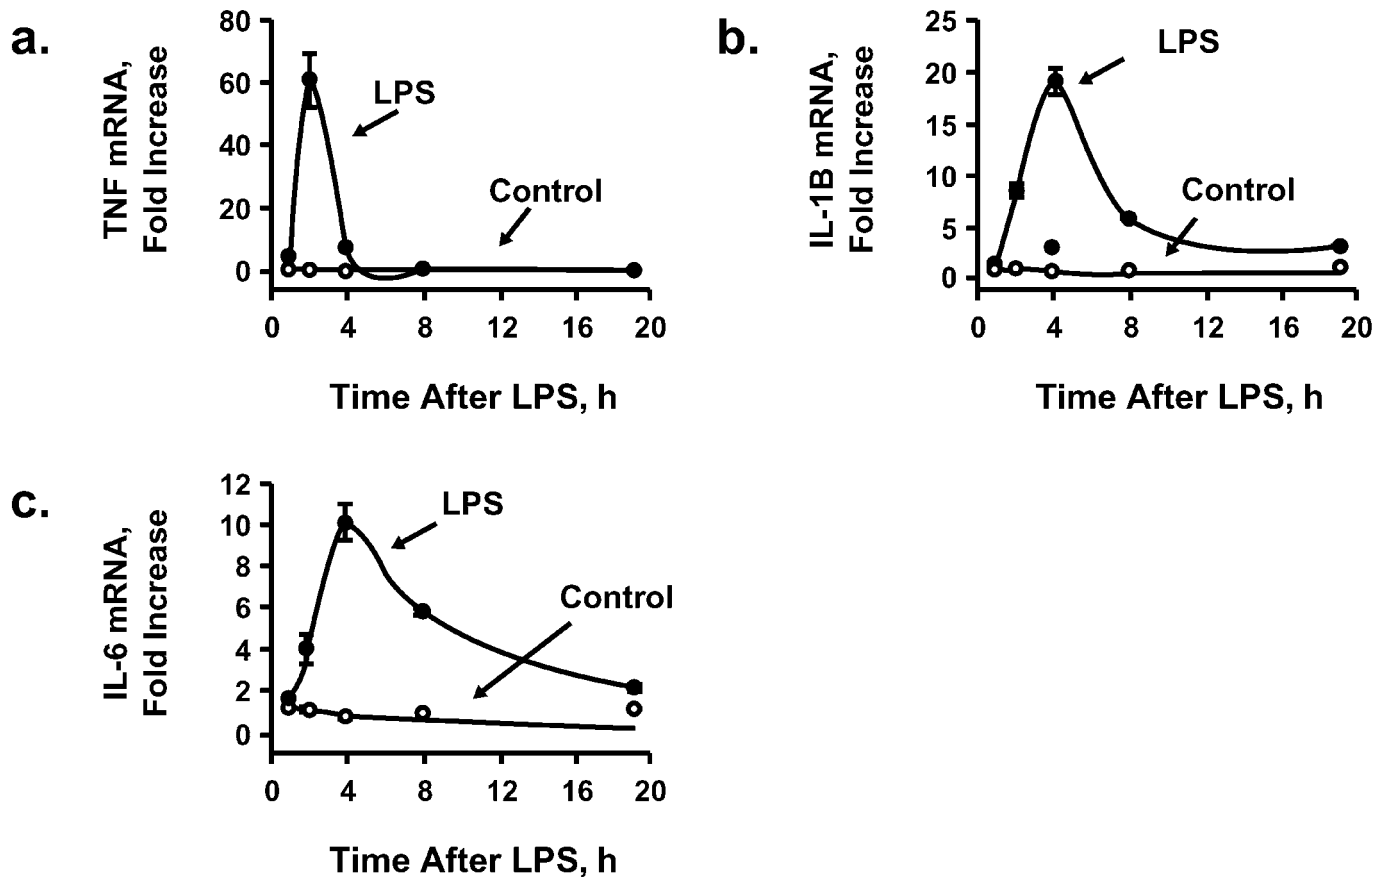 a.
TNF mRNA,
Fold Increase
80
60
40
20
0
LPS
Control
0 4 8 12 16 20
Time After LPS, h
b.
IL-1B mRNA,
Fold Increase
25
20
15
10
5
0
LPS
Control
0 4 8 12 16 20
Time After LPS, h
c.
IL-6 mRNA,
Fold Increase
12
10
8
6
4
2
0
LPS
Control
0 4 8 12 16 20
Time After LPS, h